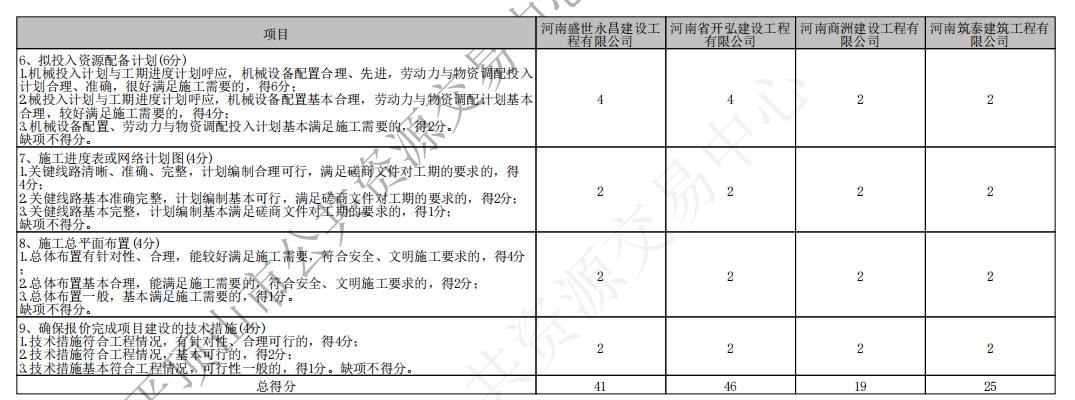 项目
河南盛世永昌建设工
程有限公司
河南省开弘建设工程
有限公司
河南商洲建设工程有
限公司
河南筑泰建筑工程有
限公司
6、拟投入资源配备计划(6分)
1.机械投入计划与工期进度计划呼应，机械设备配置合理、先进，劳动力与物资调配投入
计划合理、准确，很好满足施工需要的，得6分；
2.械投入计划与工期进度计划呼应，机械设备配置基本合理，劳动力与物资调配计划基本
合理，较好满足施工需要的，得4分；
3.机械设备配置、劳动力与物资调配投入计划基本满足施工需要的，得2分。
缺项不得分。
4
4
2
2
7、施工进度表或网络计划图(4分)
1.关键线路清晰、准确、完整，计划编制合理可行，满足磋商文件对工期的要求的，得
4分；
2.关健线路基本准确完整，计划编制基本可行，满足磋商文件对工期的要求的，得2分；
3.关健线路基本完整，计划编制基本满足磋商文件对工期的要求的，得1分；
缺项不得分。
2
2
2
2
8、施工总平面布置(4分)
1.总体布置有针对性、合理，能较好满足施工需要，符合安全、文明施工要求的，得4分
；
2.总体布置基本合理，能满足施工需要的，符合安全、文明施工要求的，得2分；
3.总体布置一般，基本满足施工需要的，得1分。
缺项不得分。
2
2
2
2
9、确保报价完成项目建设的技术措施(4分)
1.技术措施符合工程情况，有针对性、合理可行的，得4分；
2.技术措施符合工程情况，基本可行的，得2分；
3.技术措施基本符合工程情况，可行性一般的，得1分。缺项不得分。
2
2
2
2
总得分
41
46
19
25
平顶山市公共资源交易中心
共资源交易中心